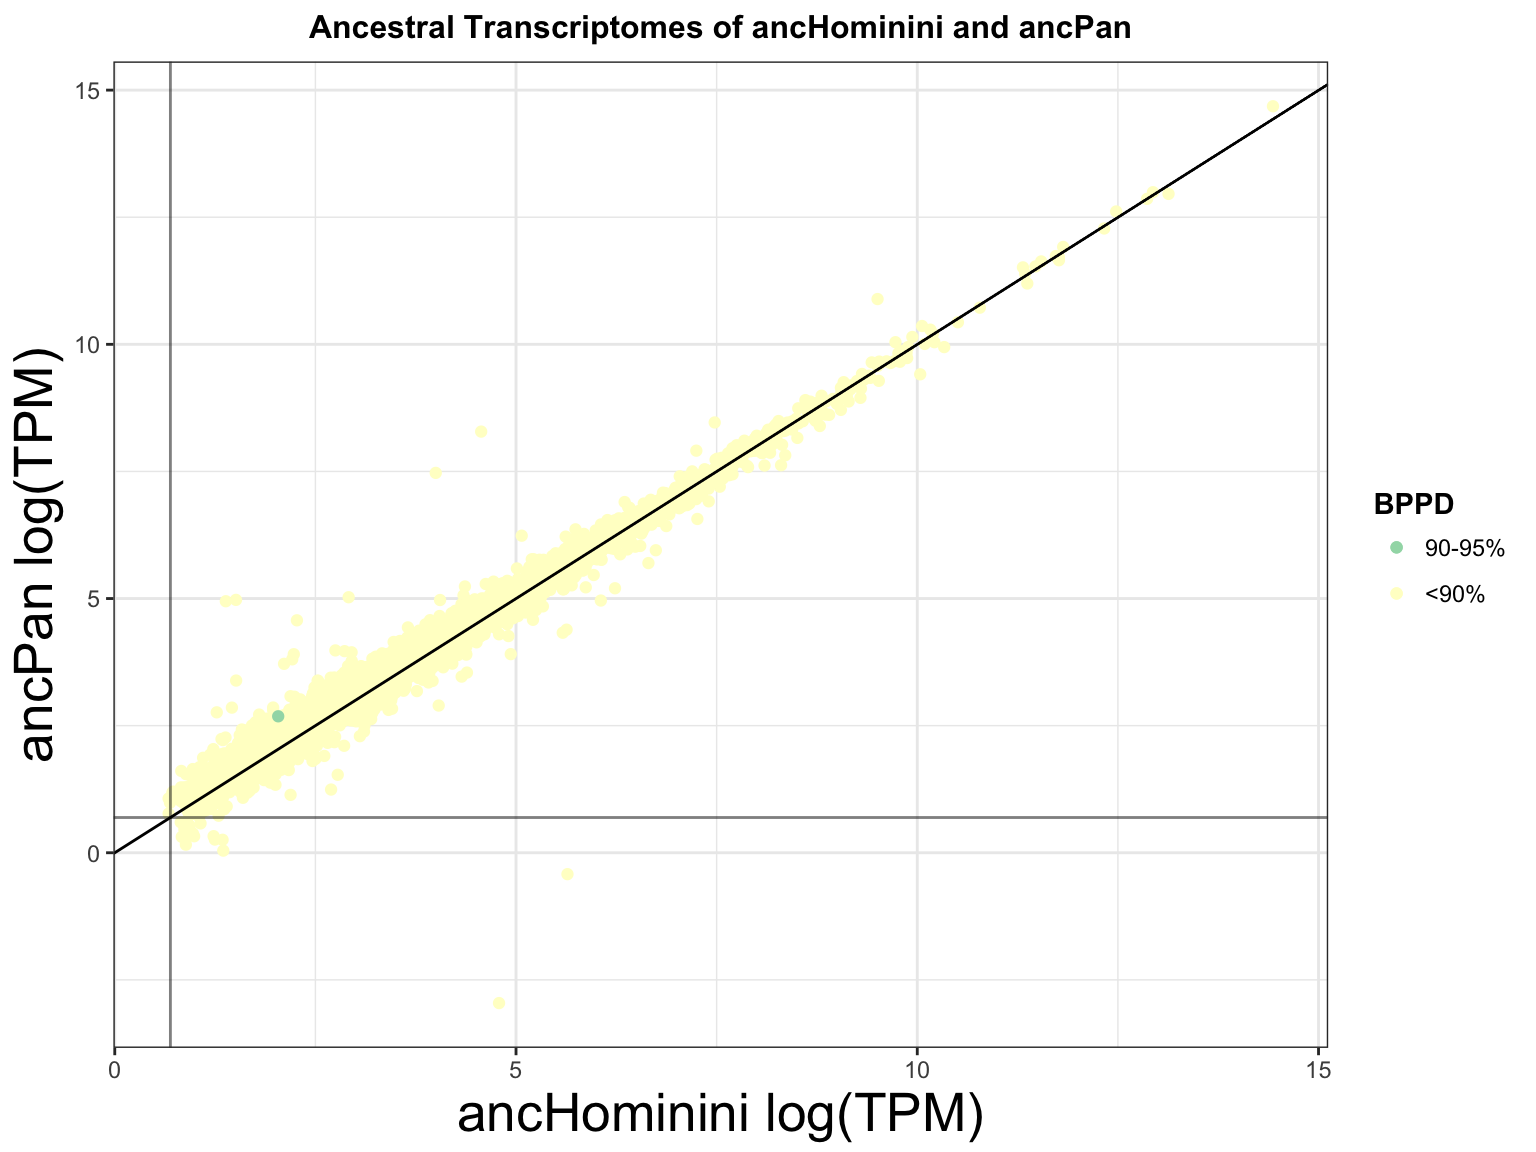 Ancestral Transcriptomes of ancHominini and ancPan
15
10
5
0
ancPan log(TPM)
0 5 10 15
ancHominini log(TPM)
BPPD
90-95%
<90%